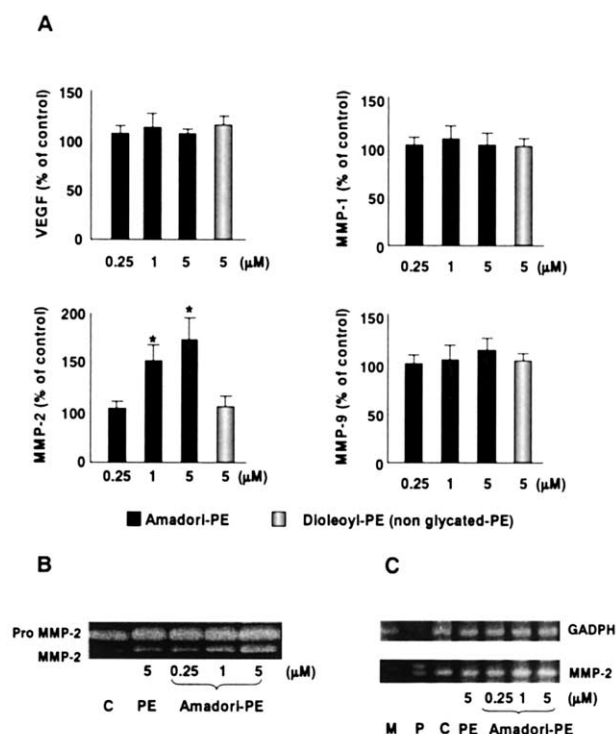 A
150
100
50
0
VEGF (% of control)
0.25 1 5 5 (μM)
150
100
50
0
MMP-1 (% of control)
0.25 1 5 5 (μM)
200
150
100
MMP-2 (% of control)
* *
0.25 1 5 5 (μM)
150
100
50
0
MMP-9 (% of control)
0.25 1 5 5 (μM)
Amadori-PE Dioleoyl-PE (non glycated-PE)
B
Pro MMP-2
MMP-2
5 0.25 1 5 (μM)
C PE Amadori-PE
C
GADPH
MMP-2
5 0.25 1 5 (μM)
M P C PE Amadori-PE